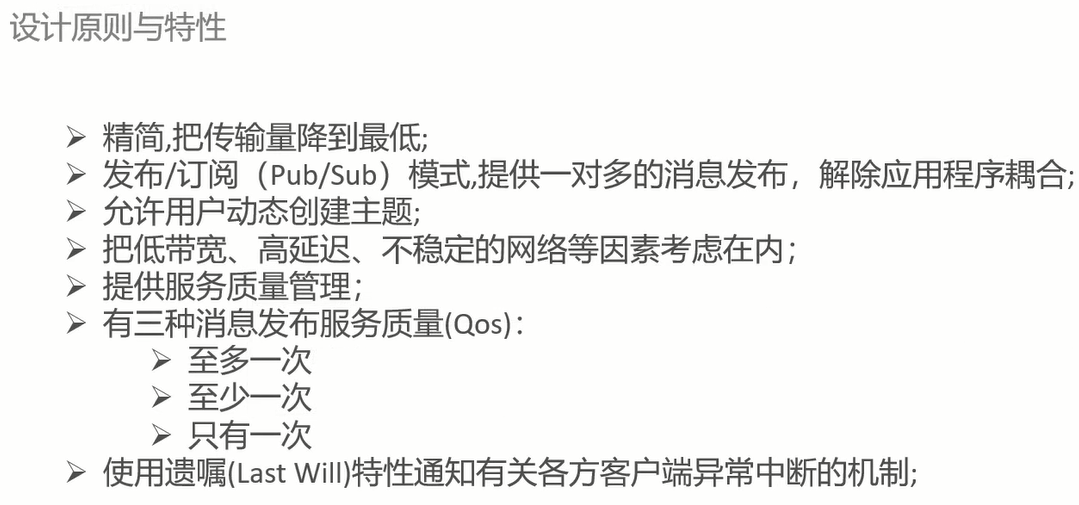 设计原则与特性
➢ 精简,把传输量降到最低;
➢ 发布/订阅（Pub/Sub）模式,提供一对多的消息发布，解除应用程序耦合;
➢ 允许用户动态创建主题;
➢ 把低带宽、高延迟、不稳定的网络等因素考虑在内；
➢ 提供服务质量管理；
➢ 有三种消息发布服务质量(Qos)：
➢ 至多一次
➢ 至少一次
➢ 只有一次
➢ 使用遗嘱(Last Will)特性通知有关各方客户端异常中断的机制;